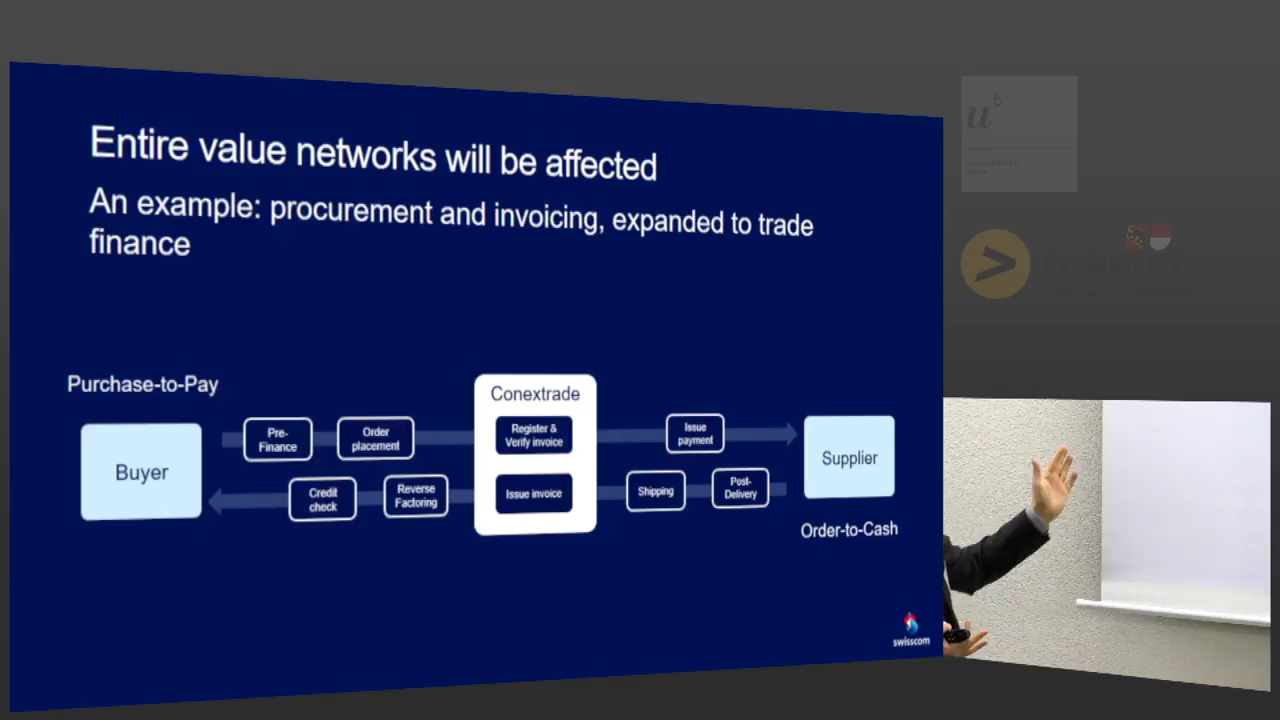 Entire value networks will be affected
An example: procurement and invoicing, expanded to trade
finance
Purchase-to-Pay
Buyer
Pre-
Finance
Order
placement
Credit
check
Reverse
Factoring
Conextrade
Register &
Verify invoice
Issue invoice
Issue
payment
Shipping
Post-
Delivery
Supplier
Order-to-Cash
swisscom
u
b